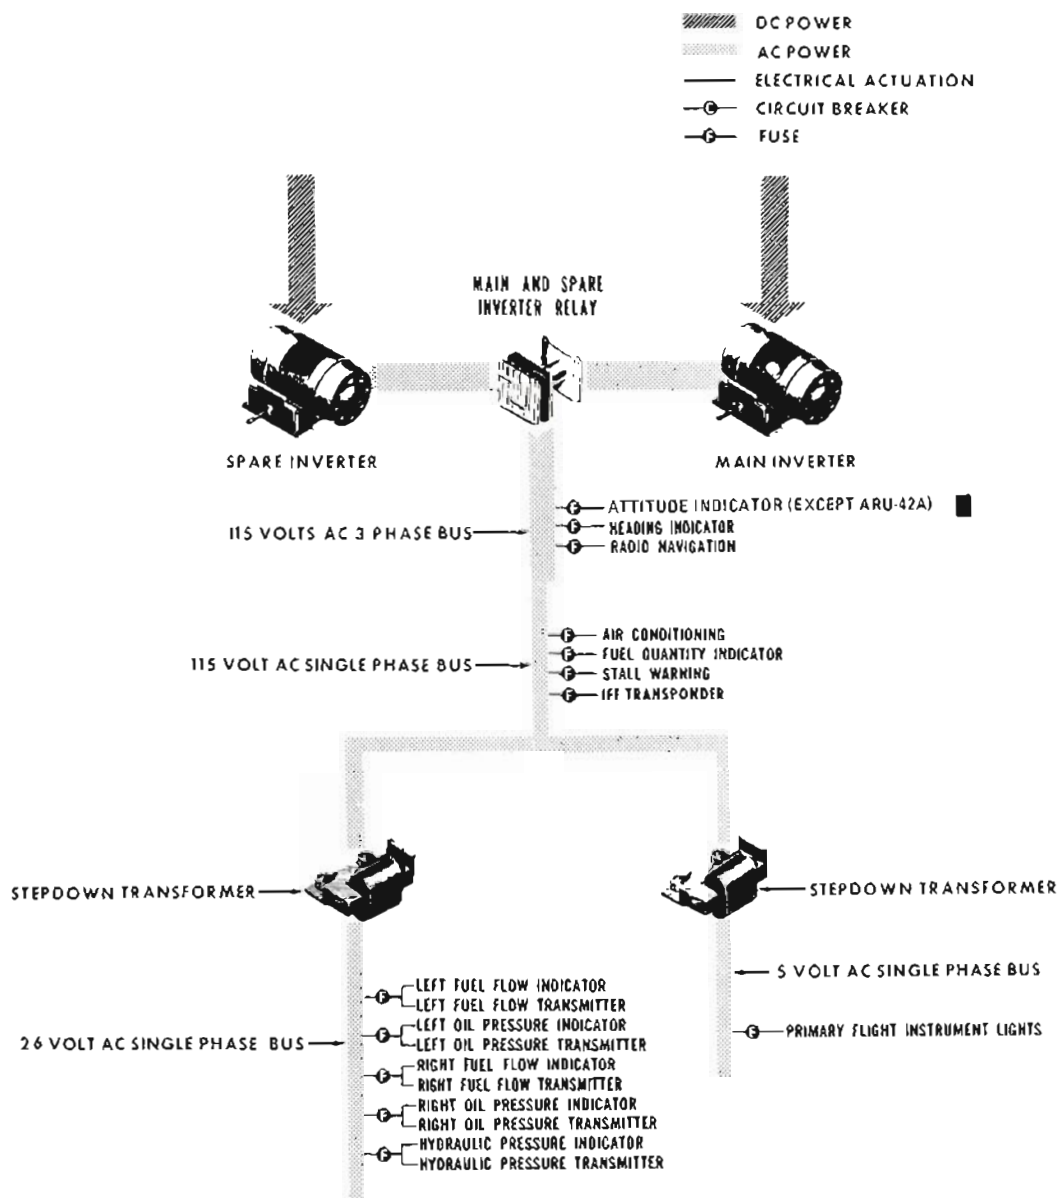 DC POWER
AC POWER
ELECTRICAL ACTUATION
CIRCUIT BREAKER
F FUSE
MAIN AND SPARE
INVERTER RELAY
SPARE INVERTER
MAIN INVERTER
F ATTITUDE INDICATOR (EXCEPT ARU-42A)
115 VOLTS AC 3 PHASE BUS
F HEADING INDICATOR
F RADIO NAVIGATION
F AIR CONDITIONING
F FUEL QUANTITY INDICATOR
115 VOLT AC SINGLE PHASE BUS
F STALL WARNING
F IFF TRANSPONDER
STEPDOWN TRANSFORMER
STEPDOWN TRANSFORMER
5 VOLT AC SINGLE PHASE BUS
F PRIMARY FLIGHT INSTRUMENT LIGHTS
26 VOLT AC SINGLE PHASE BUS
F LEFT FUEL FLOW INDICATOR
LEFT FUEL FLOW TRANSMITTER
F LEFT OIL PRESSURE INDICATOR
LEFT OIL PRESSURE TRANSMITTER
F RIGHT FUEL FLOW INDICATOR
RIGHT FUEL FLOW TRANSMITTER
F RIGHT OIL PRESSURE INDICATOR
RIGHT OIL PRESSURE TRANSMITTER
F HYDRAULIC PRESSURE INDICATOR
HYDRAULIC PRESSURE TRANSMITTER